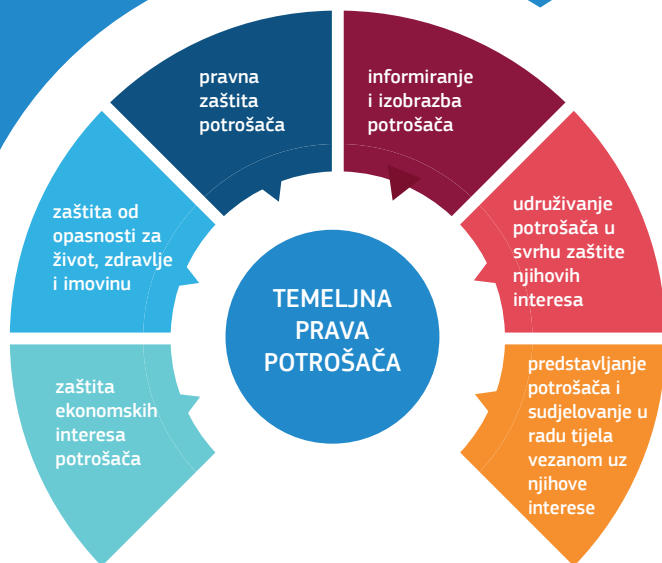 pravna
zaštita
potrošača
informiranje
i izobrazba
potrošača
zaštita od
opasnosti za
život, zdravlje
i imovinu
udruživanje
potrošača u
svrhu zaštite
njihovih
interesa
TEMELJNA
PRAVA
POTROŠAČA
zaštita
ekonomskih
interesa
potrošača
predstavljanje
potrošača i
sudjelovanje u
radu tijela
vezanom uz
njihove
interese